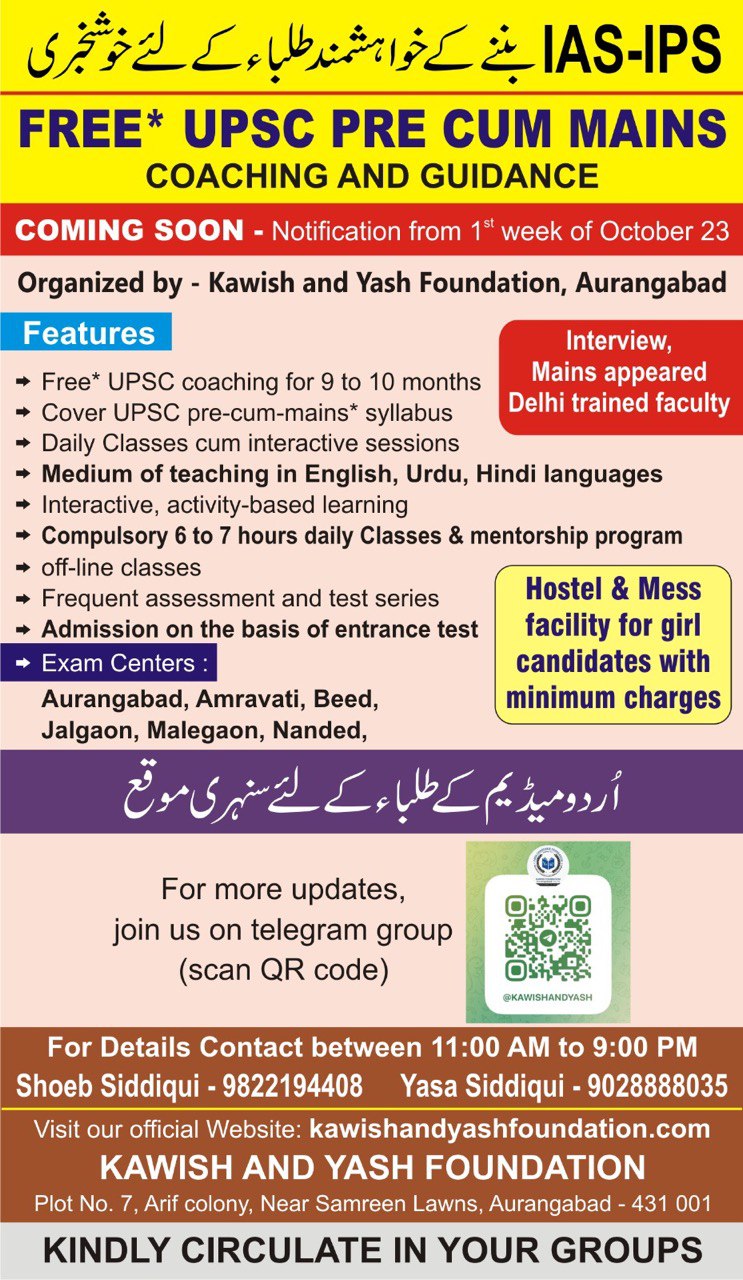 IAS-IPS بننے کے خواہشمند طلباء کے لئے خوشخبری
FREE* UPSC PRE CUM MAINS
COACHING AND GUIDANCE
COMING SOON - Notification from 1st week of October 23
Organized by - Kawish and Yash Foundation, Aurangabad
Features
Interview,
Mains appeared
Delhi trained faculty
➡ Free* UPSC coaching for 9 to 10 months
➡ Cover UPSC pre-cum-mains* syllabus
➡ Daily Classes cum interactive sessions
➡ Medium of teaching in English, Urdu, Hindi languages
➡ Interactive, activity-based learning
➡ Compulsory 6 to 7 hours daily Classes & mentorship program
➡ off-line classes
➡ Frequent assessment and test series
➡ Admission on the basis of entrance test
➡ Exam Centers :
Aurangabad, Amravati, Beed,
Jalgaon, Malegaon, Nanded,
Hostel & Mess
facility for girl
candidates with
minimum charges
اُردو میڈیم کے طلباء کے لئے سنہری موقع
For more updates,
join us on telegram group
(scan QR code)
@KAWISHANDYASH
For Details Contact between 11:00 AM to 9:00 PM
Shoeb Siddiqui - 9822194408 Yasa Siddiqui - 9028888035
Visit our official Website: kawishandyashfoundation.com
KAWISH AND YASH FOUNDATION
Plot No. 7, Arif colony, Near Samreen Lawns, Aurangabad - 431 001
KINDLY CIRCULATE IN YOUR GROUPS